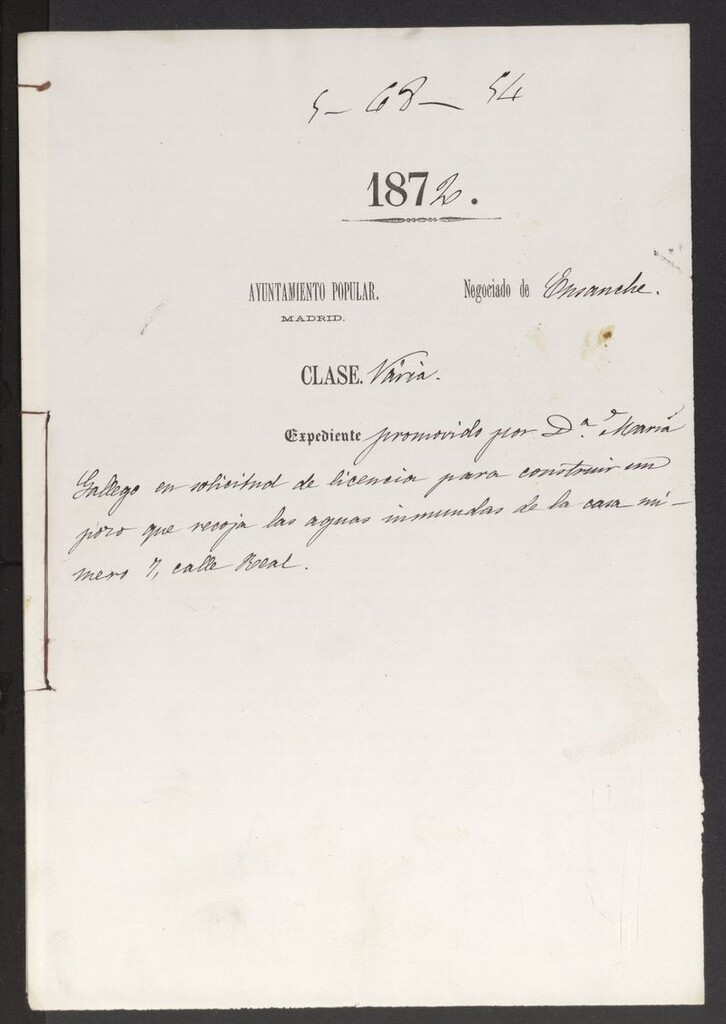 5-68-54
1872.
AYUNTAMIENTO POPULAR. Negociado de Ensanche.
MADRID.
CLASE. Varia.
Expediente promovido por D.ª María
Gallego en solicitud de licencia para construir un
pozo que recoja las aguas inmundas de la casa nú-
mero 7, calle Real.